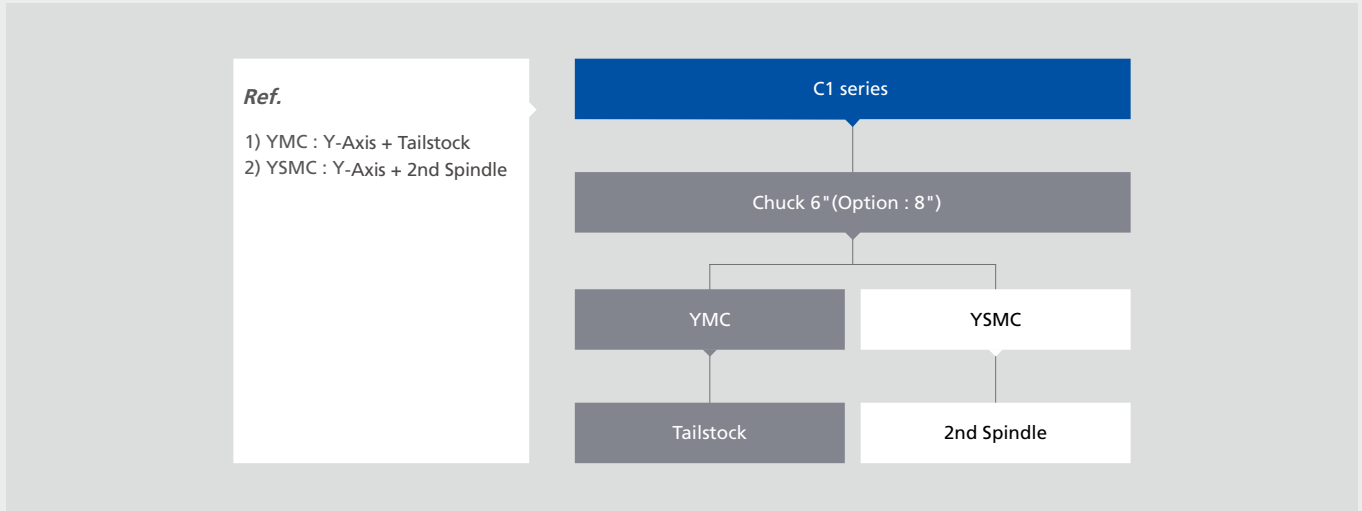 Ref.
1) YMC : Y-Axis + Tailstock
2) YSMC : Y-Axis + 2nd Spindle
C1 series
Chuck 6"(Option : 8")
YMC
YSMC
Tailstock
2nd Spindle